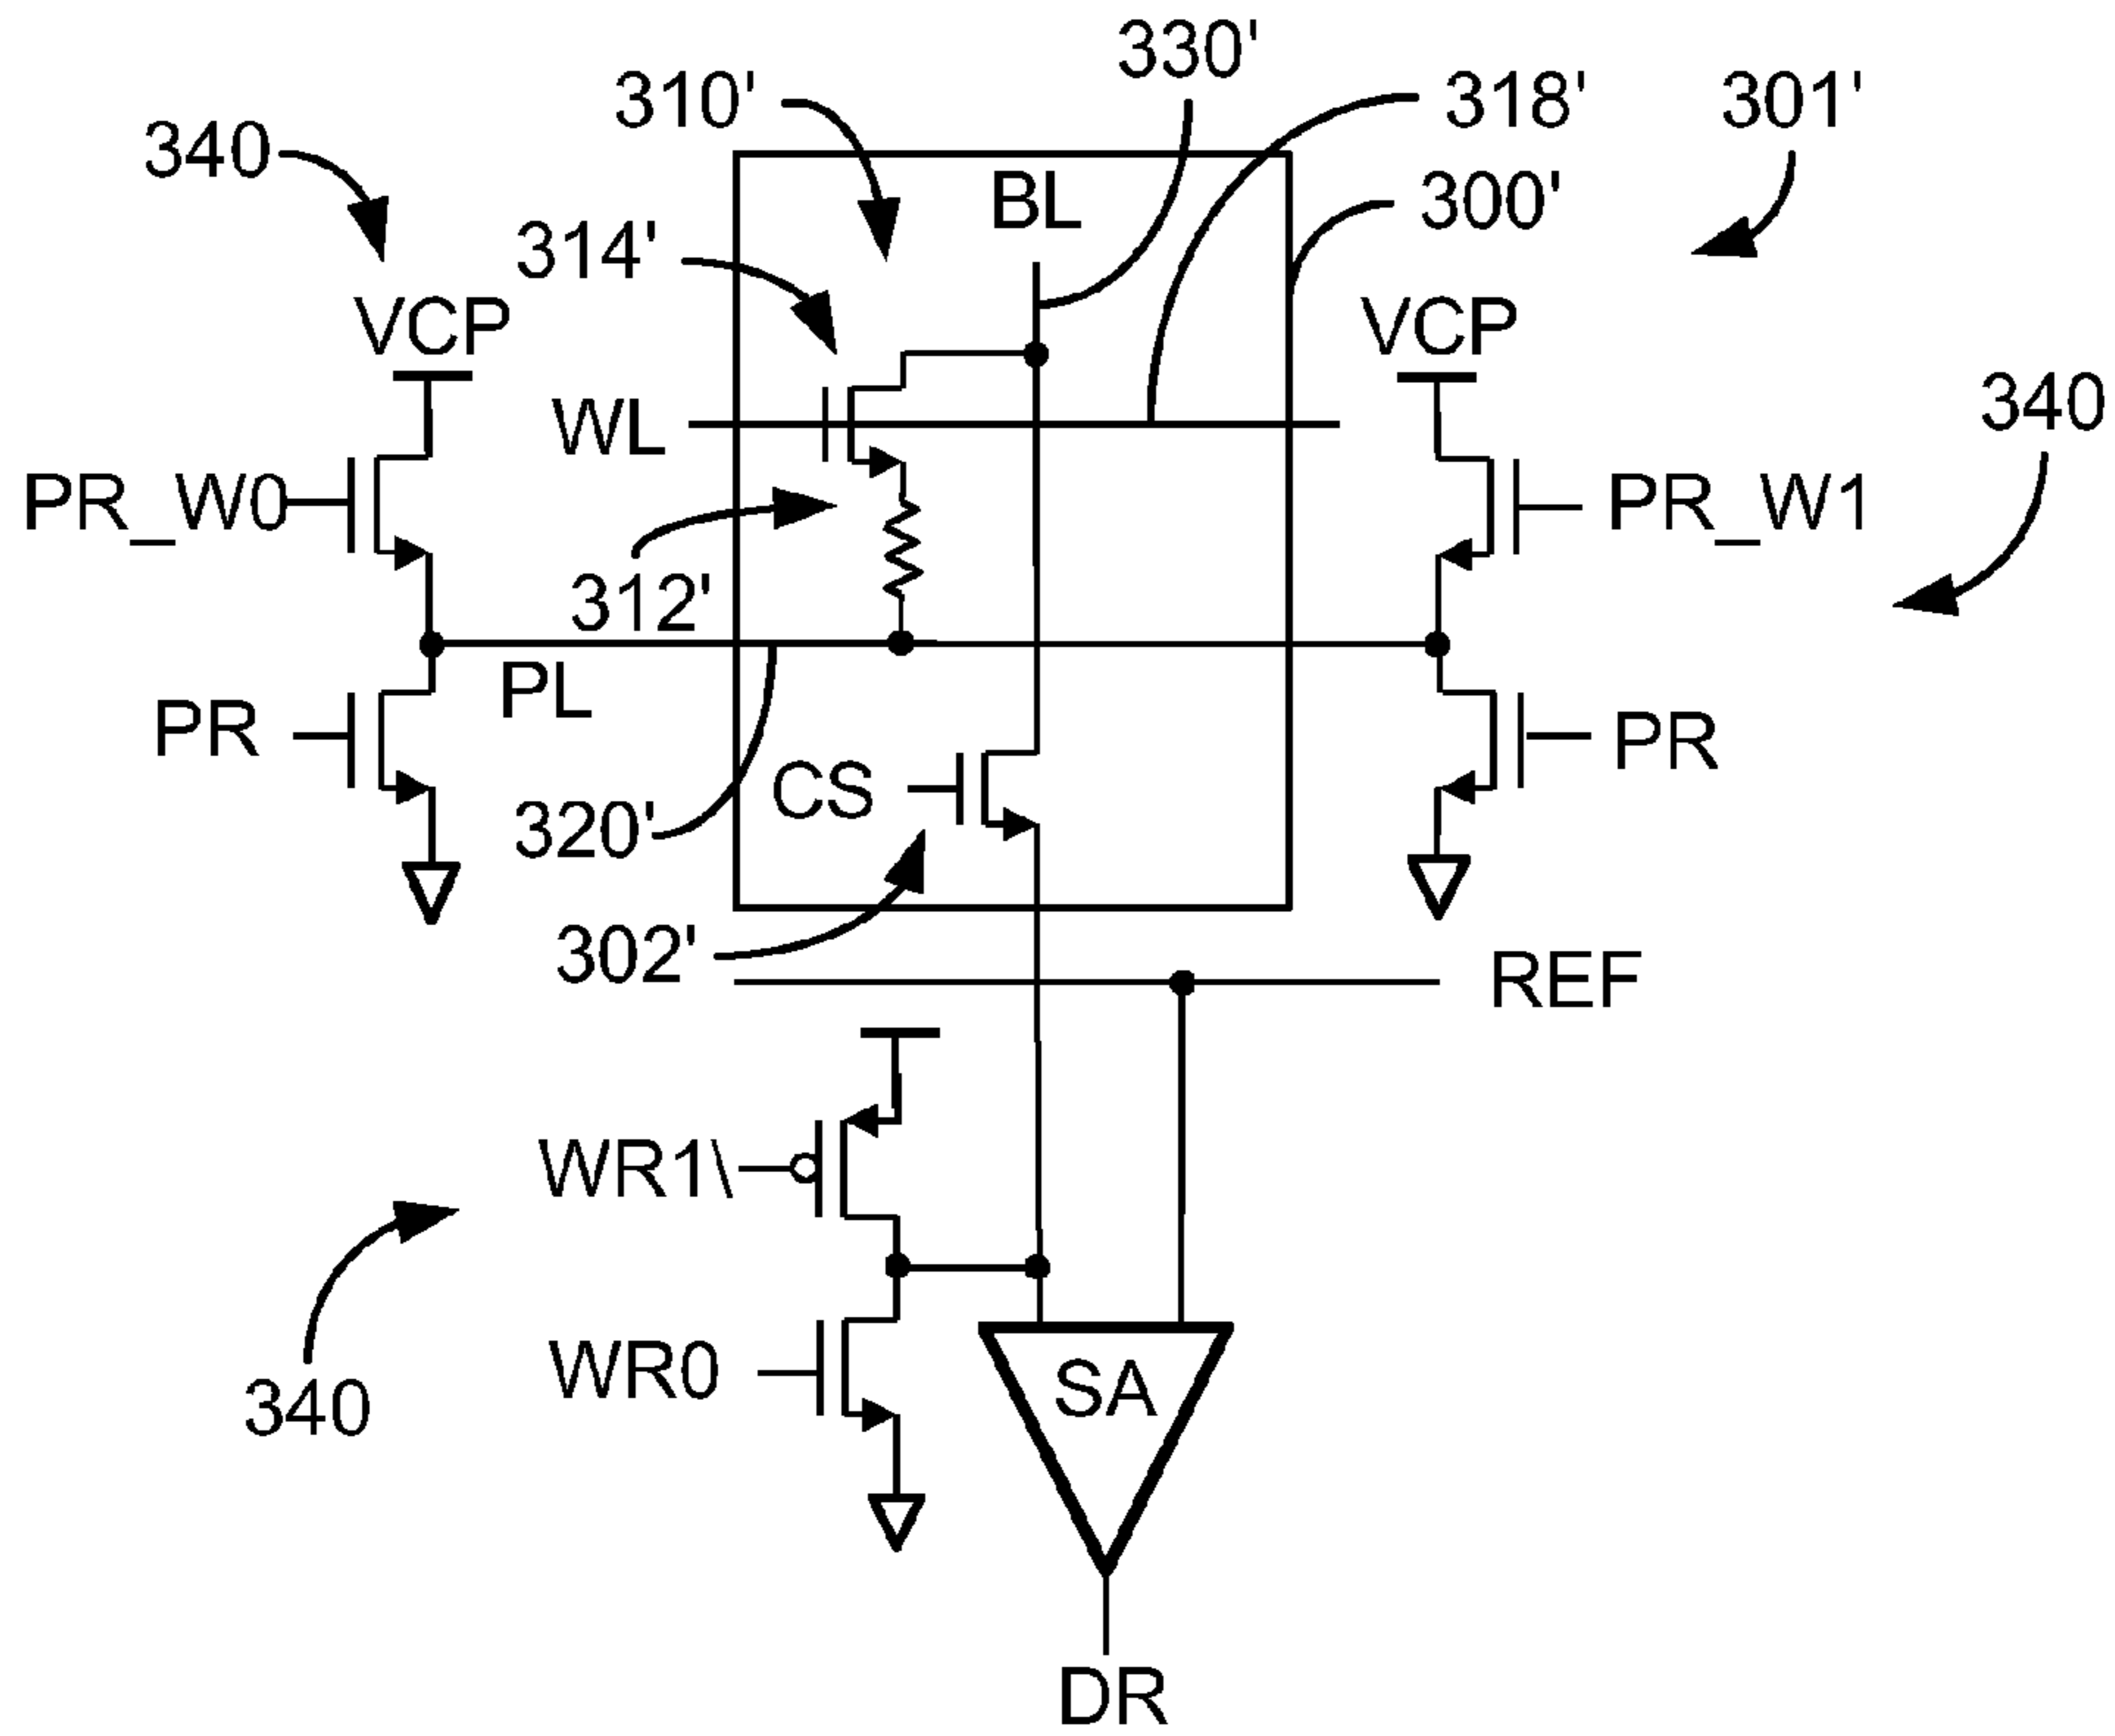 330'
310'
318'
301'
340
BL
300'
314'
VCP
VCP
WL
340
PR_W0
PR_W1
312'
PL
PR
PR
CS
320'
302'
REF
WR1\
WR0
SA
340
DR